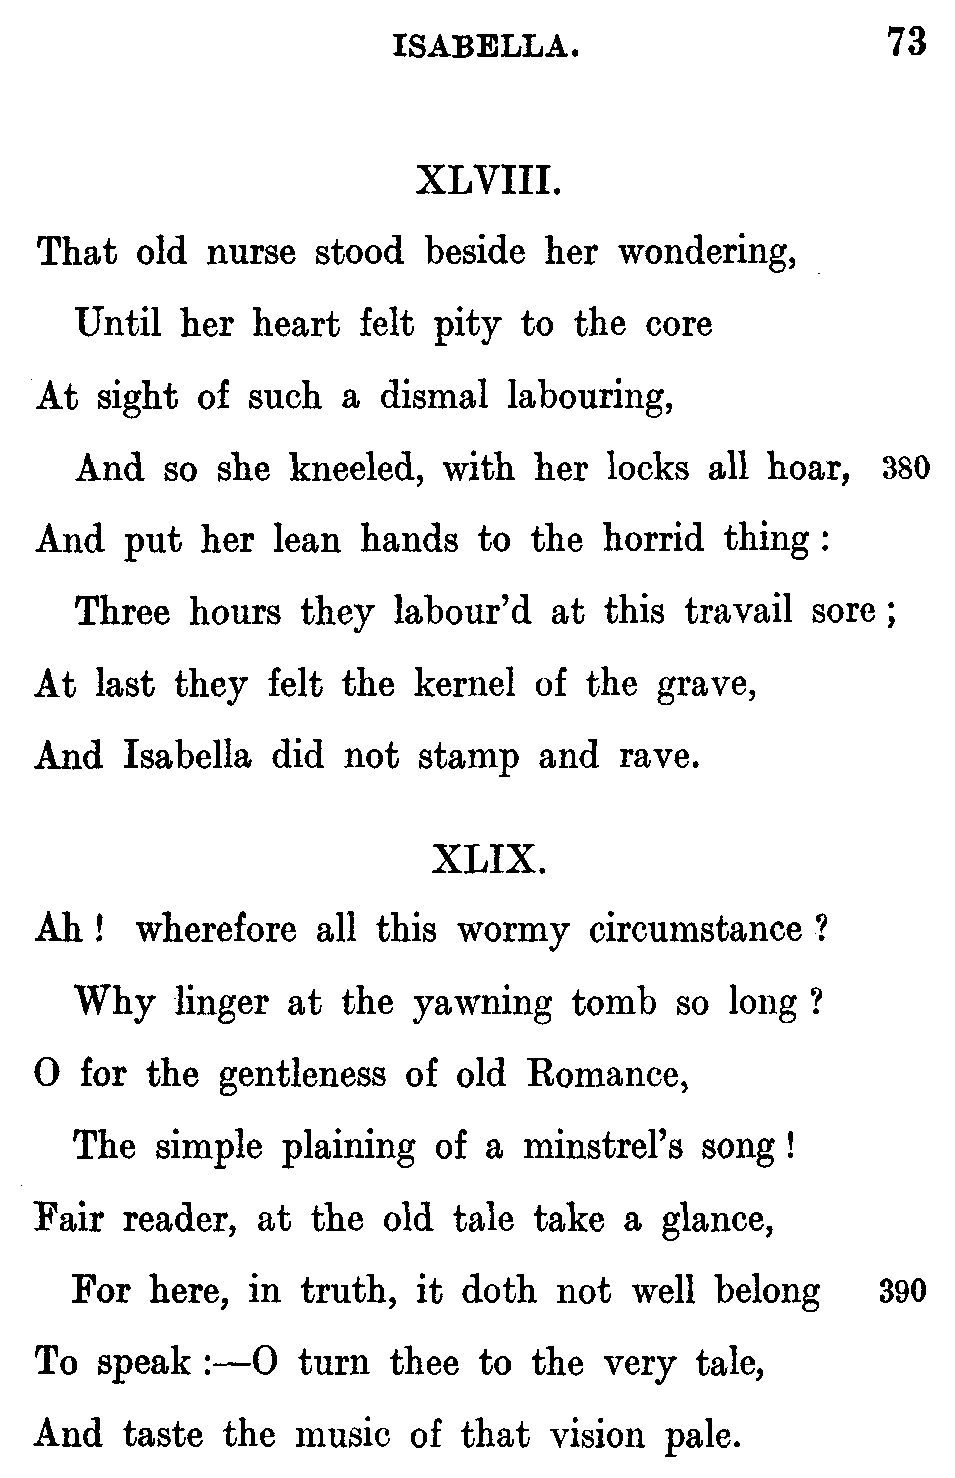 ISABELLA. 73
XLVIII.
That old nurse stood beside her wondering,
Until her heart felt pity to the core
At sight of such a dismal labouring,
And so she kneeled, with her locks all hoar, 380
And put her lean hands to the horrid thing :
Three hours they labour’d at this travail sore ;
At last they felt the kernel of the grave,
And Isabella did not stamp and rave.
XLIX.
Ah ! wherefore all this wormy circumstance ?
Why linger at the yawning tomb so long ?
O for the gentleness of old Romance,
The simple plaining of a minstrel’s song !
Fair reader, at the old tale take a glance,
For here, in truth, it doth not well belong 390
To speak :—O turn thee to the very tale,
And taste the music of that vision pale.